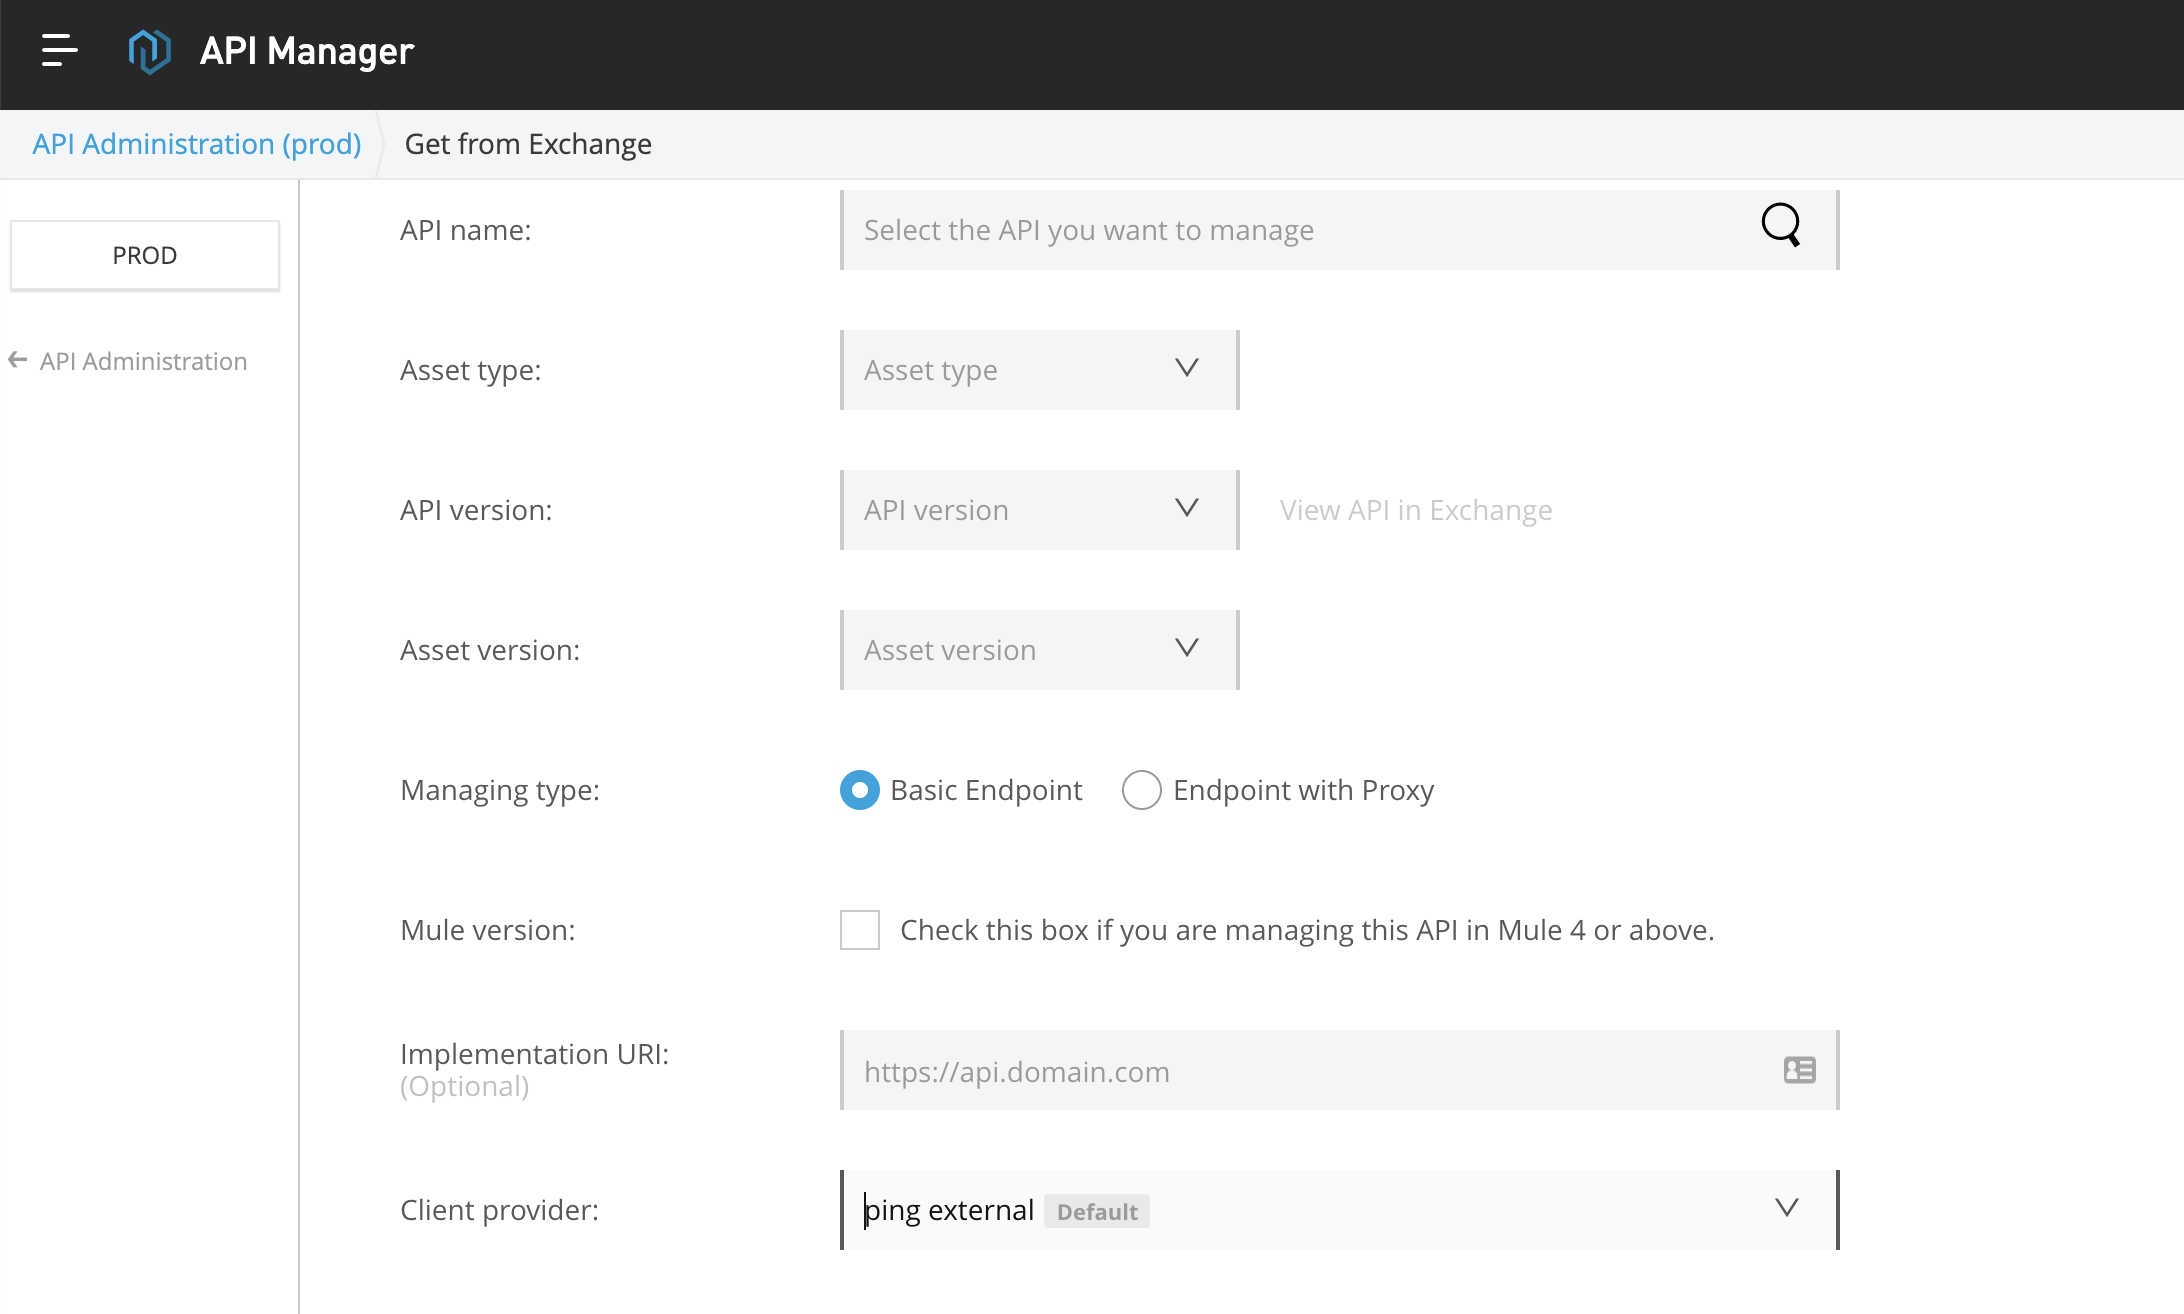 API Manager
API Administration (prod)
Get from Exchange
PROD
API Administration
API name:
Select the API you want to manage
Asset type:
Asset type
API version:
API version
View API in Exchange
Asset version:
Asset version
Managing type:
Basic Endpoint
Endpoint with Proxy
Mule version:
Check this box if you are managing this API in Mule 4 or above.
Implementation URI:
(Optional)
https://api.domain.com
Client provider:
ping external Default